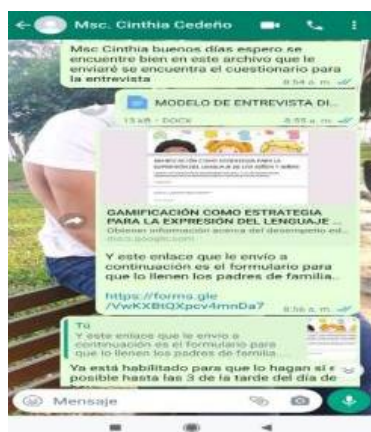 Msc. Cinthia Cedeño
Msc Cinthia buenos días espero se
encuentre bien en este archivo que le
enviaré se encuentra el cuestionario para
la entrevista
8:54 a. m.
MODELO DE ENTREVISTA DI...
13 kB • DOCX
8:55 a. m.
GAMIFICACIÓN COMO ESTRATEGIA
PARA LA EXPRESIÓN DEL LENGUAJE ...
Obtener información acerca del desempeño ed...
docs.google.com
Y este enlace que le envío a
continuación es el formulario para
que lo llenen los padres de familia..
https://forms.gle
/VwKXBtQXpcv4mnDa7
8:56 a. m.
Tú
Y este enlace que le envío a
continuación es el formulario para
que lo llenen los padres de familia....
Ya está habilitado para que lo hagan si es
posible hasta las 3 de la tarde del día de
Mensaje